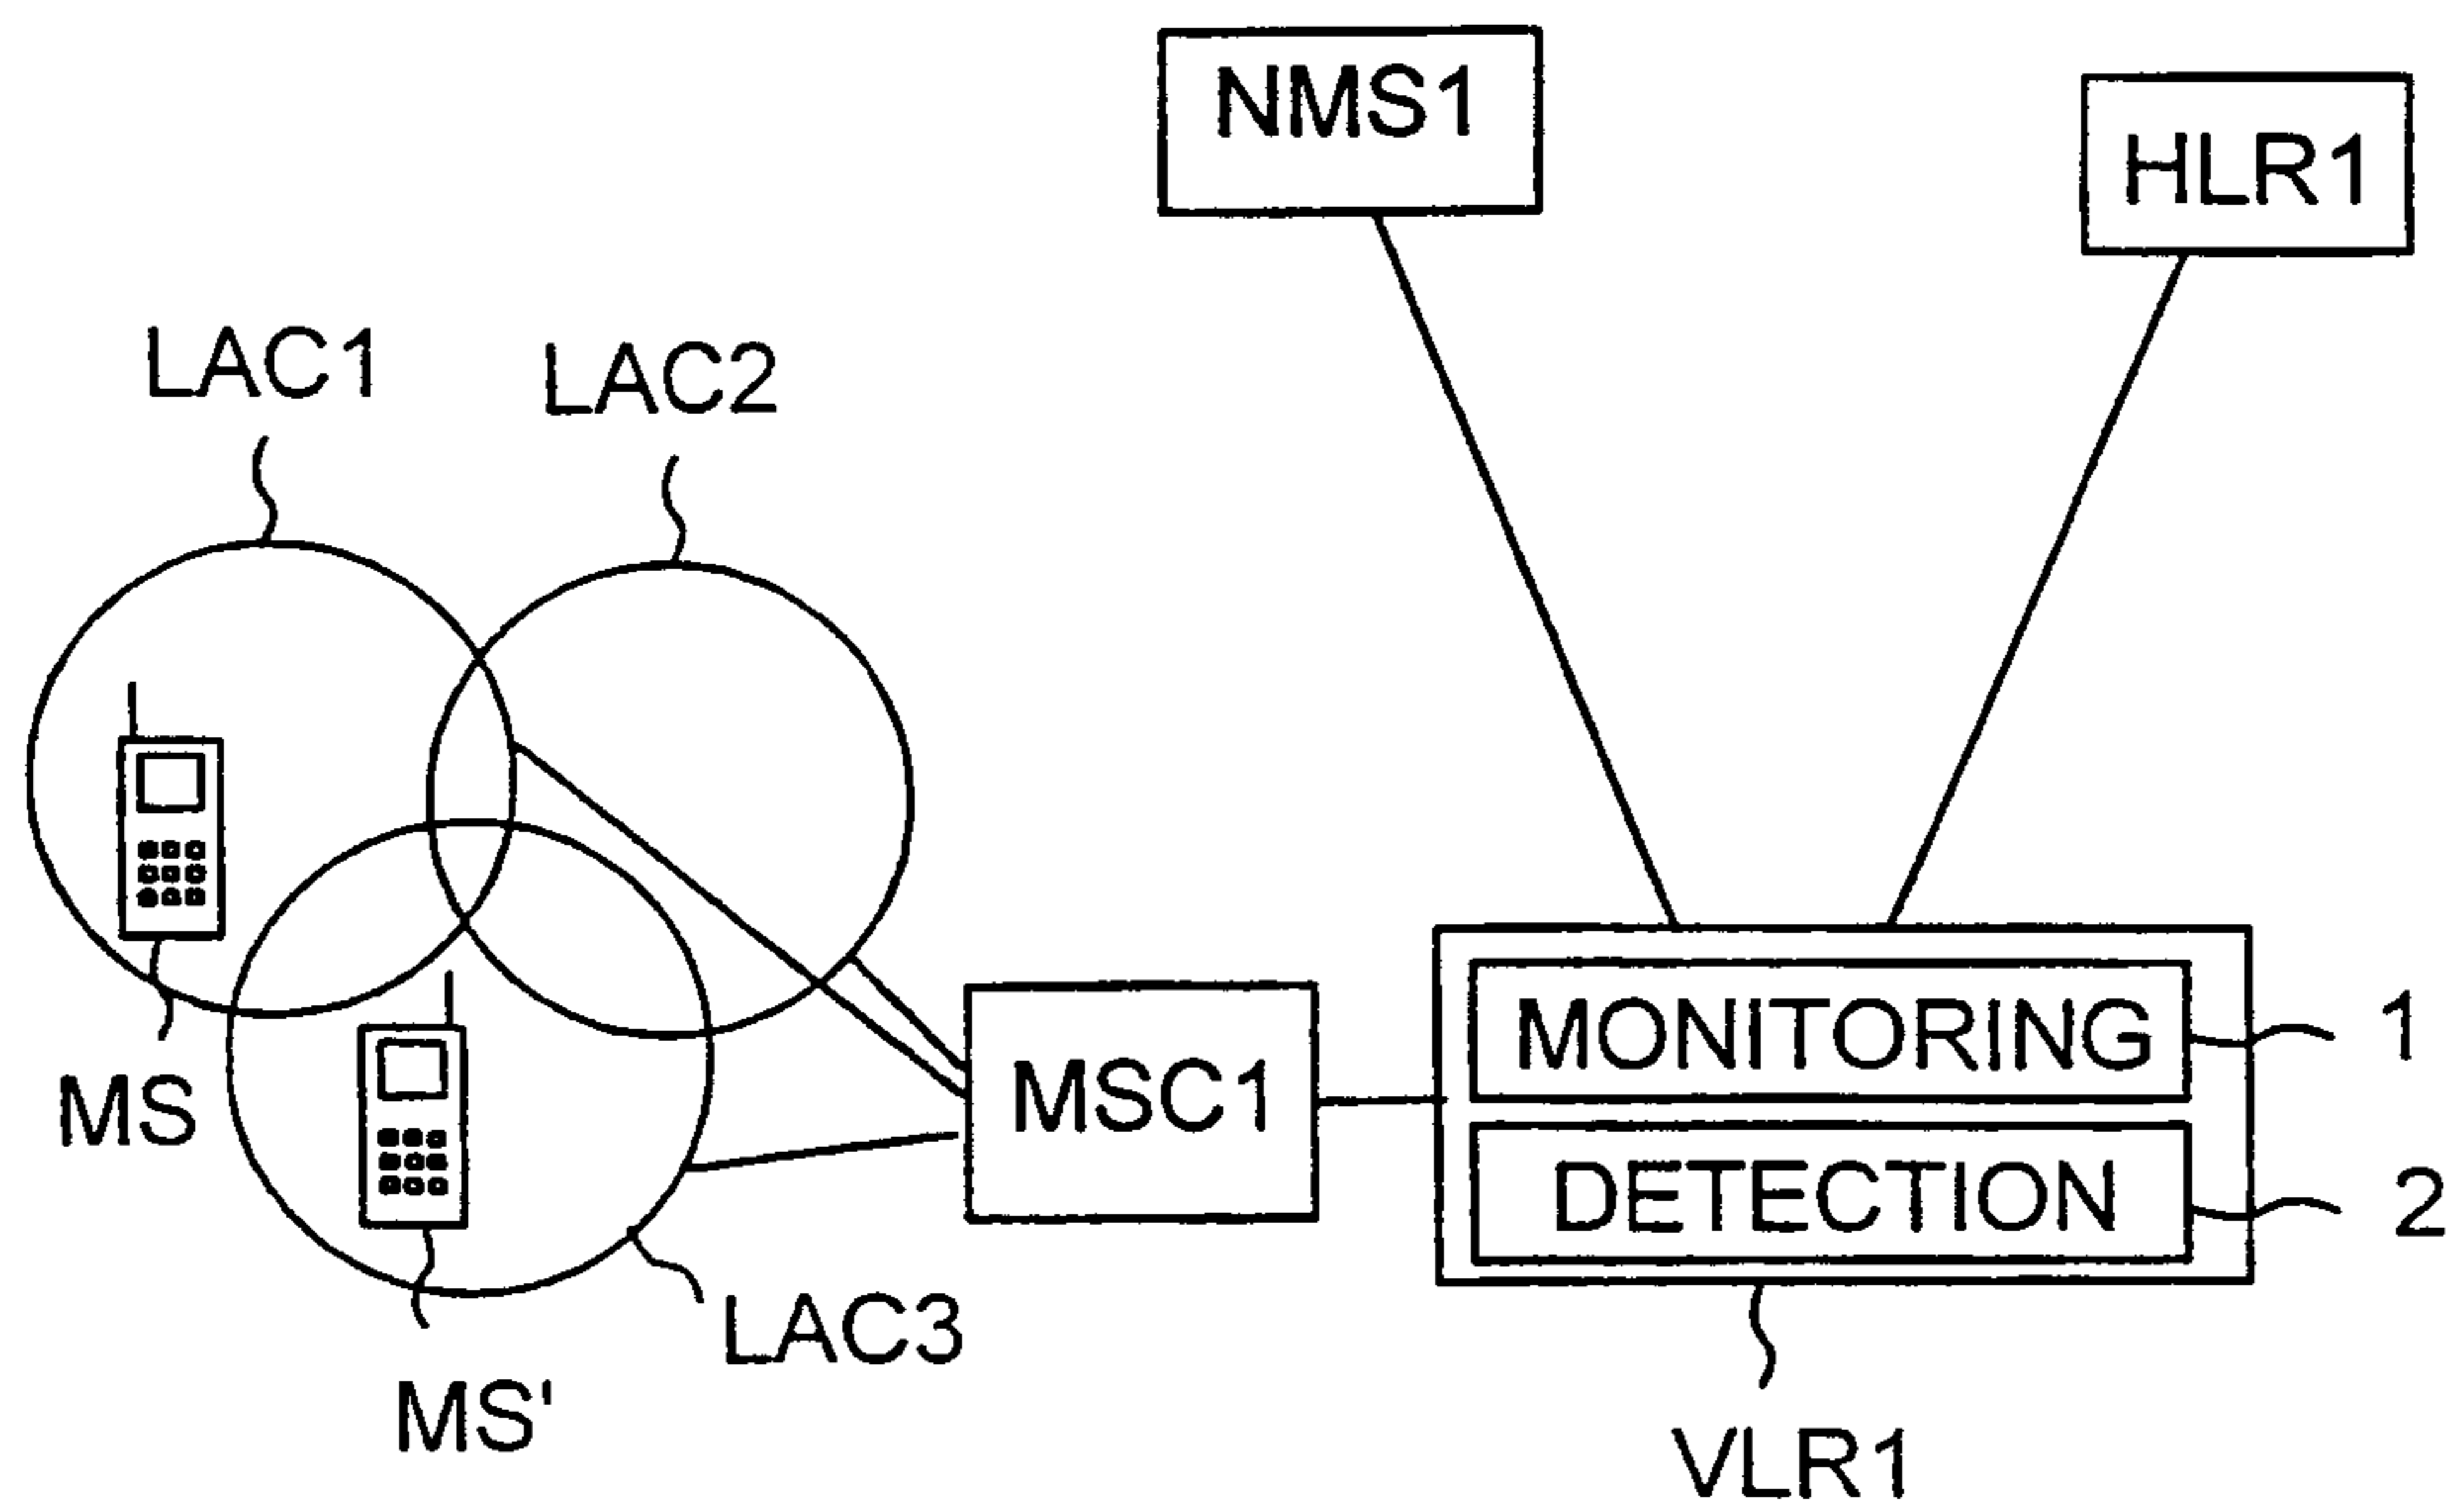 NMS1
HLR1
LAC1
LAC2
MONITORING
1
MSC1
MS
DETECTION
2
LAC3
MS'
VLR1